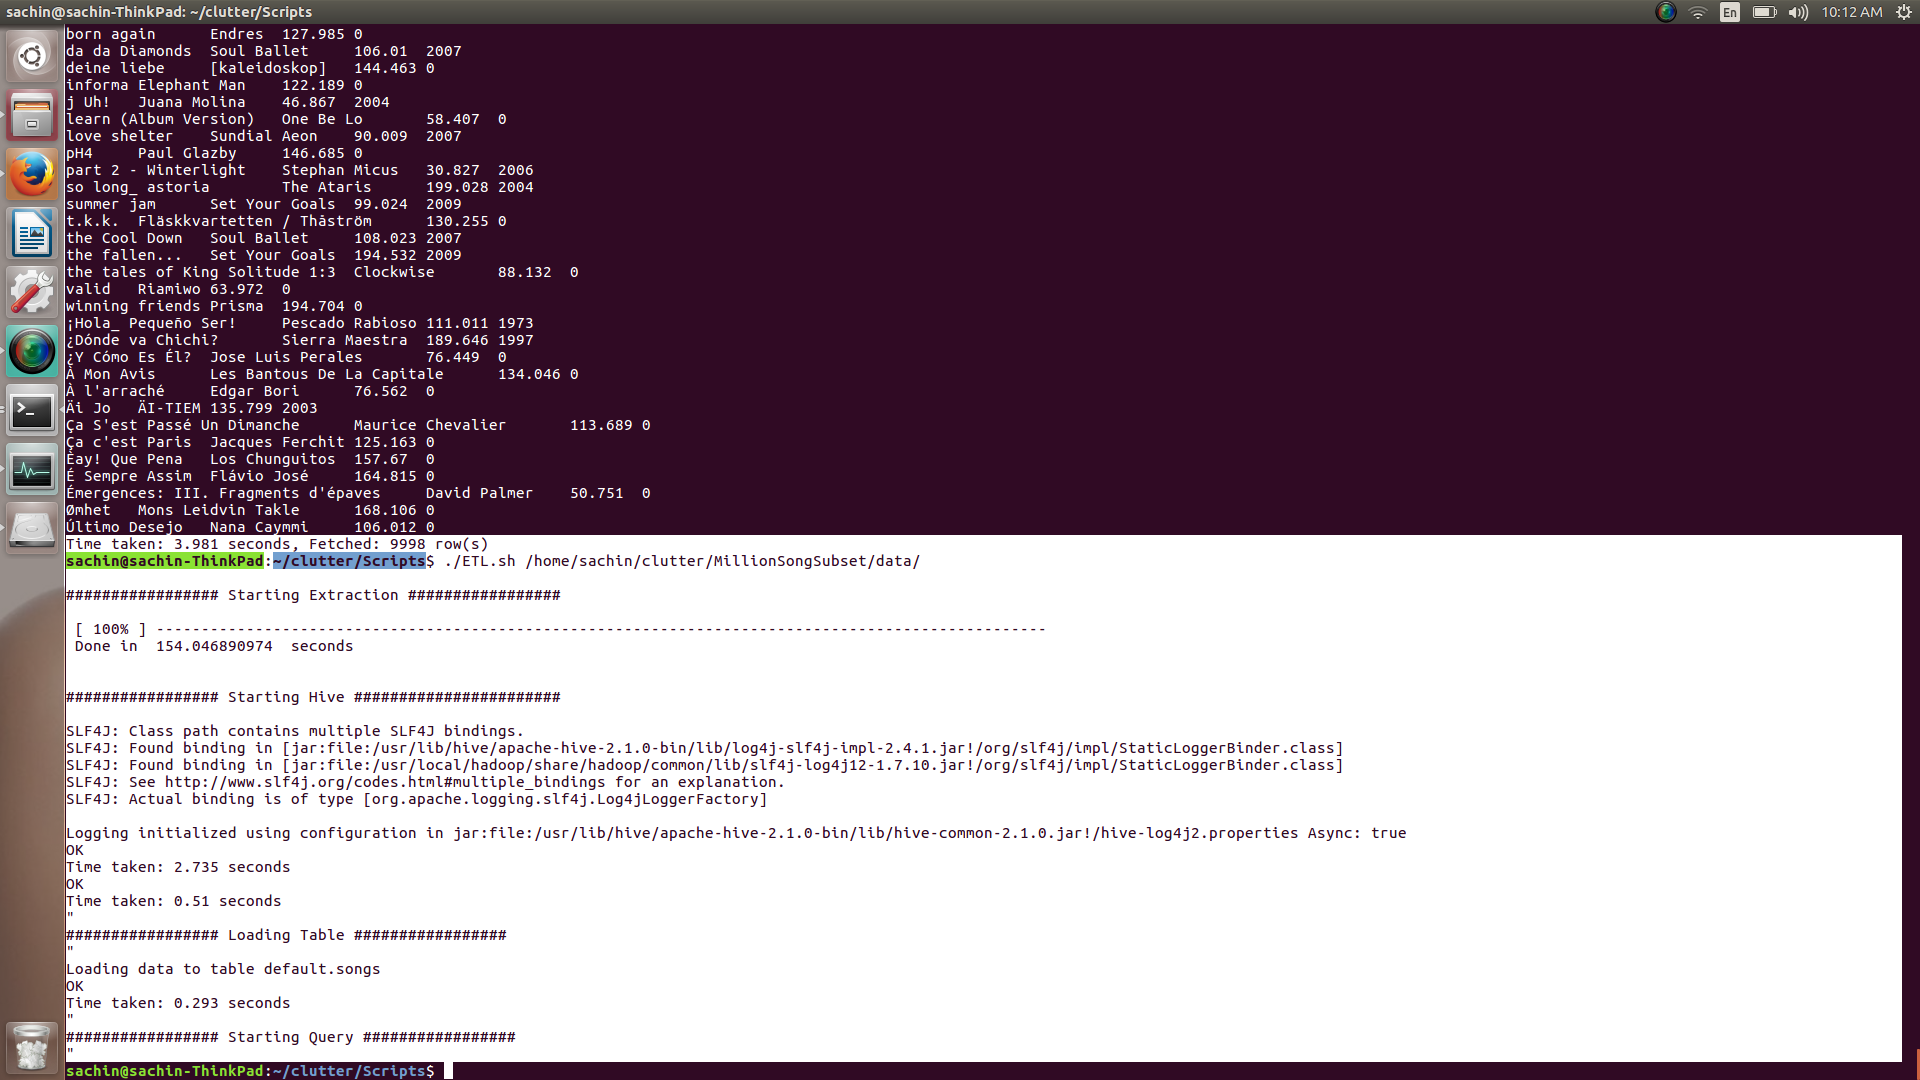 sachin@sachin-ThinkPad: ~/clutter/Scripts
En
10:12 AM
born again      Endres  127.985 0
da da Diamonds  Soul Ballet     106.01  2007
deine liebe     [kaleidoskop]   144.463 0
informa Elephant Man    122.189 0
j Uh!   Juana Molina    46.867  2004
learn (Album Version)   One Be Lo       58.407  0
love shelter    Sundial Aeon    90.009  2007
pH4     Paul Glazby     146.685 0
part 2 - Winterlight    Stephan Micus   30.827  2006
so long_ astoria        The Ataris      199.028 2004
summer jam      Set Your Goals  99.024  2009
t.k.k.  Fläskkvartetten / Thåström      130.255 0
the Cool Down   Soul Ballet     108.023 2007
the fallen...   Set Your Goals  194.532 2009
the tales of King Solitude 1:3  Clockwise       88.132  0
valid   Riamiwo 63.972  0
winning friends Prisma  194.704 0
¡Hola_ Pequeño Ser!     Pescado Rabioso 111.011 1973
¿Dónde va Chichi?       Sierra Maestra  189.646 1997
¿Y Cómo Es Él?  Jose Luis Perales       76.449  0
À Mon Avis      Les Bantous De La Capitale      134.046 0
À l'arraché     Edgar Bori      76.562  0
Äi Jo   ÄI-TIEM 135.799 2003
Ça S'est Passé Un Dimanche      Maurice Chevalier       113.689 0
Ça c'est Paris  Jacques Ferchit 125.163 0
Èay! Que Pena   Los Chunguitos  157.67  0
É Sempre Assim  Flávio José     164.815 0
Émergences: III. Fragments d'épaves     David Palmer    50.751  0
Ømhet   Mons Leidvin Takle      168.106 0
Último Desejo   Nana Caymmi     106.012 0
Time taken: 3.981 seconds, Fetched: 9998 row(s)
sachin@sachin-ThinkPad:~/clutter/Scripts$ ./ETL.sh /home/sachin/clutter/MillionSongSubset/data/
################# Starting Extraction #################
[ 100% ] ---------------------------------------------------------------------------------------------------
Done in  154.046890974  seconds
################# Starting Hive #######################
SLF4J: Class path contains multiple SLF4J bindings.
SLF4J: Found binding in [jar:file:/usr/lib/hive/apache-hive-2.1.0-bin/lib/log4j-slf4j-impl-2.4.1.jar!/org/slf4j/impl/StaticLoggerBinder.class]
SLF4J: Found binding in [jar:file:/usr/local/hadoop/share/hadoop/common/lib/slf4j-log4j12-1.7.10.jar!/org/slf4j/impl/StaticLoggerBinder.class]
SLF4J: See http://www.slf4j.org/codes.html#multiple_bindings for an explanation.
SLF4J: Actual binding is of type [org.apache.logging.slf4j.Log4jLoggerFactory]
Logging initialized using configuration in jar:file:/usr/lib/hive/apache-hive-2.1.0-bin/lib/hive-common-2.1.0.jar!/hive-log4j2.properties Async: true
OK
Time taken: 2.735 seconds
OK
Time taken: 0.51 seconds
"
################# Loading Table #################
"
Loading data to table default.songs
OK
Time taken: 0.293 seconds
"
################# Starting Query #################
"
sachin@sachin-ThinkPad:~/clutter/Scripts$